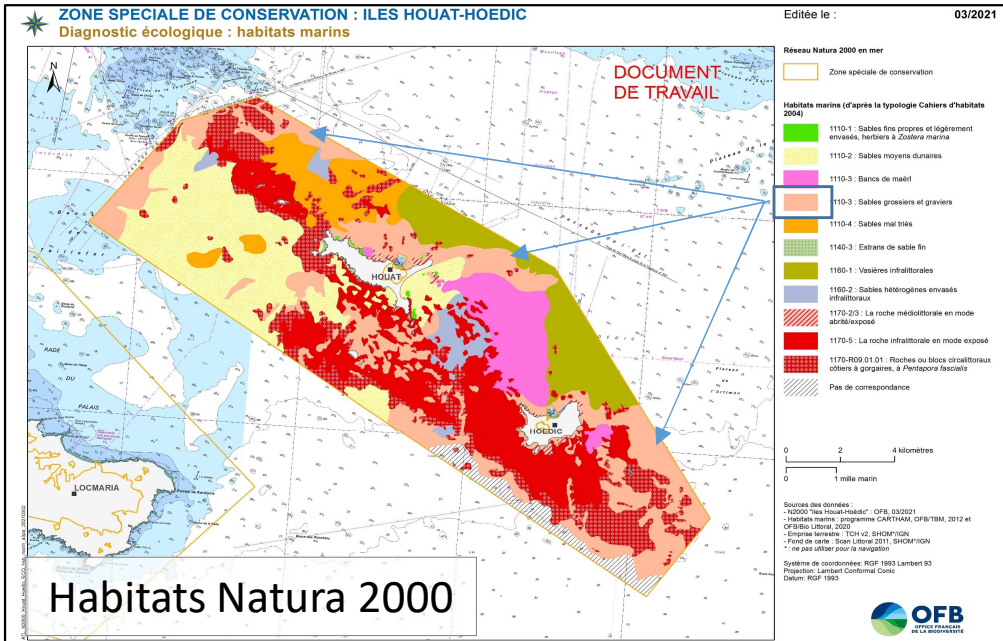 ZONE SPECIALE DE CONSERVATION : ILES HOUAT-HOEDIC
Diagnostic écologique : habitats marins
Editée le :
03/2021
N
DOCUMENT
DE TRAVAIL
HOUAT
HOEDIC
RADE
DU
PALAIS
LOCMARIA
Habitats Natura 2000
Réseau Natura 2000 en mer
Zone spéciale de conservation
Habitats marins (d'après la typologie Cahiers d'habitats
2004)
1110-1 : Sables fins propres et légèrement
envasés, herbiers à Zostera marina
1110-2 : Sables moyens dunaires
1110-3 : Bancs de maërl
1110-3 : Sables grossiers et graviers
1110-4 : Sables mal triés
1140-3 : Estrans de sable fin
1160-1 : Vasières infralittorales
1160-2 : Sables hétérogènes envasés
infralittoraux
1170-2/3 : La roche médiolittorale en mode
abrité/exposé
1170-5 : La roche infralittorale en mode exposé
1170-R09.01.01 : Roches ou blocs circalittoraux
côtiers à gorgaires, à Pentapora fascialis
Pas de correspondance
0 2 4 kilomètres
0 1 mille marin
Sources des données :
- N2000 "Iles Houat-Hoëdic" : OFB, 03/2021
- Habitats marins : programme CARTHAM, OFB/TBM, 2012 et
OFB/Bio Littoral, 2020
- Emprise terrestre : TCH v2, SHOM*/IGN
- Fond de carte : Scan Littoral 2011, SHOM*/IGN
* : ne pas utiliser pour la navigation
Système de coordonnées: RGF 1993 Lambert 93
Projection: Lambert Conformal Conic
Datum: RGF 1993
OFB
OFFICE FRANÇAIS
DE LA BIODIVERSITÉ